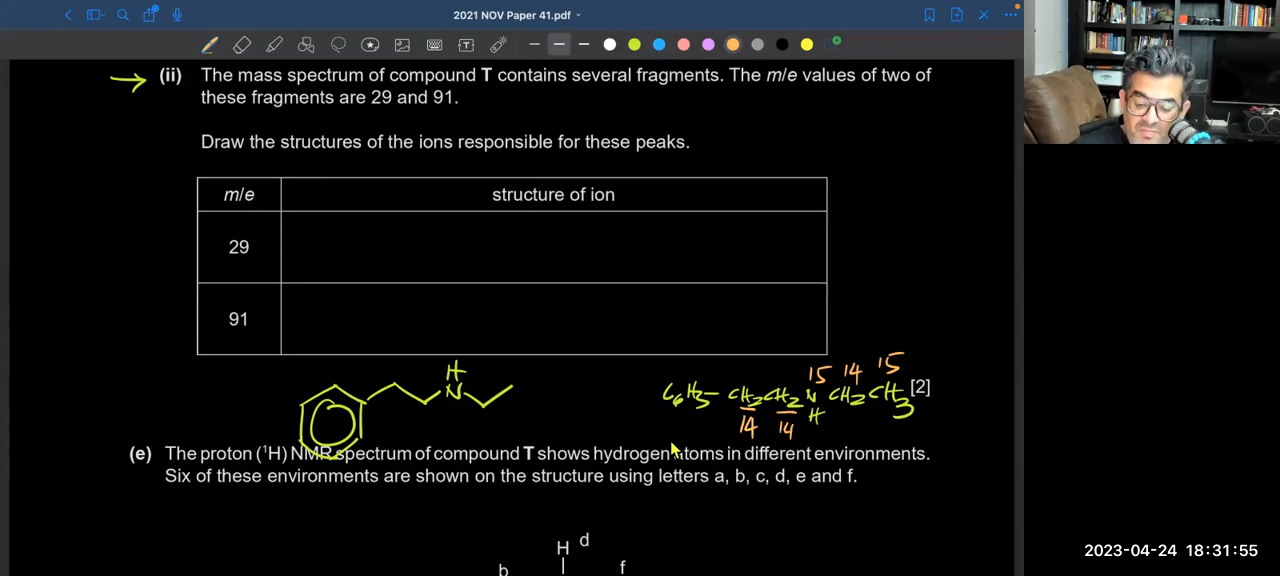 2021 NOV Paper 41.pdf
(ii) The mass spectrum of compound T contains several fragments. The m/e values of two of
these fragments are 29 and 91.
Draw the structures of the ions responsible for these peaks.
m/e structure of ion
29
91
H
N
15 14 15
C6H5- CH2 CH2 N CH2 CH3 [2]
14 14 H
(e) The proton (¹H) NMR spectrum of compound T shows hydrogen atoms in different environments.
Six of these environments are shown on the structure using letters a, b, c, d, e and f.
H d
b f
2023-04-24 18:31:55